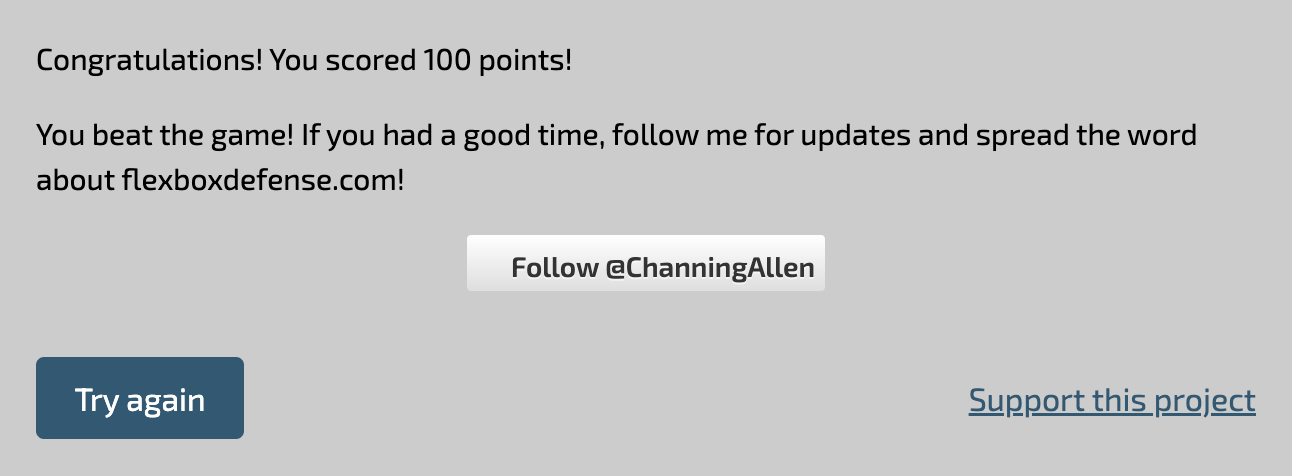 Congratulations! You scored 100 points!
You beat the game! If you had a good time, follow me for updates and spread the word
about flexboxdefense.com!
Follow @ChanningAllen
Try again
Support this project